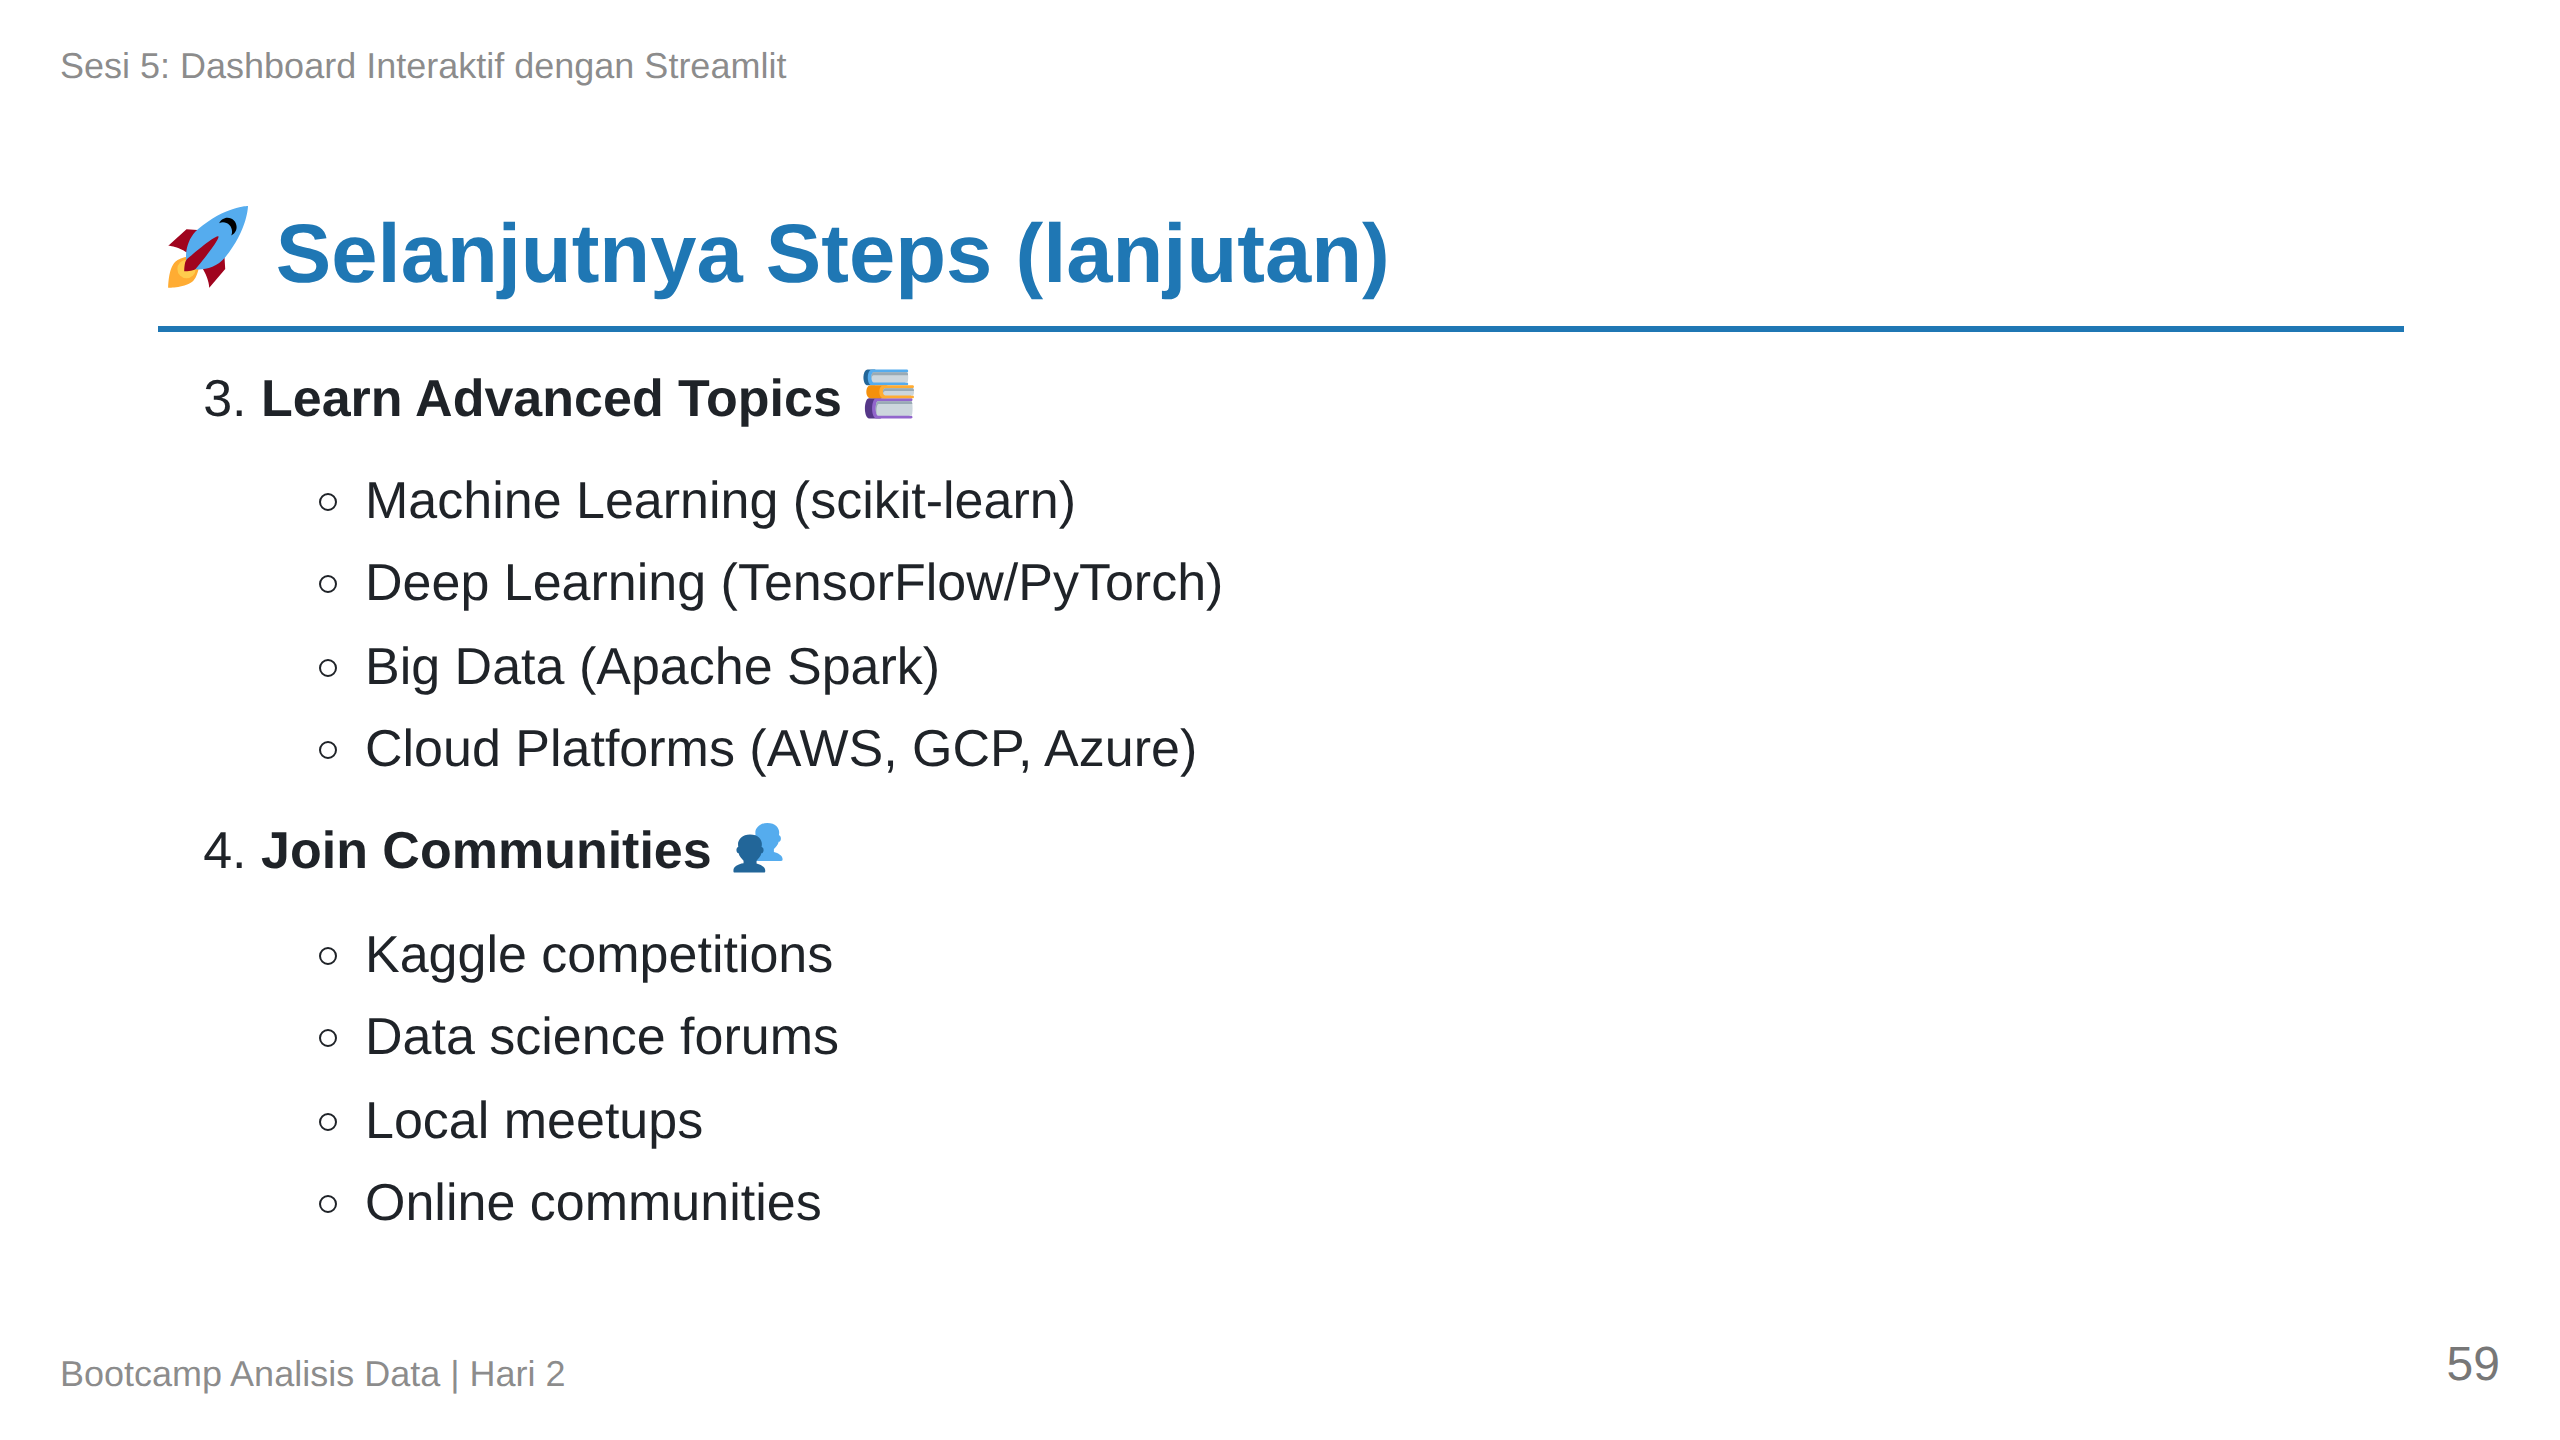 Sesi 5: Dashboard Interaktif dengan Streamlit
🚀 Selanjutnya Steps (lanjutan)
3. Learn Advanced Topics 📚
○ Machine Learning (scikit-learn)
○ Deep Learning (TensorFlow/PyTorch)
○ Big Data (Apache Spark)
○ Cloud Platforms (AWS, GCP, Azure)
4. Join Communities 👥
○ Kaggle competitions
○ Data science forums
○ Local meetups
○ Online communities
Bootcamp Analisis Data | Hari 2
59